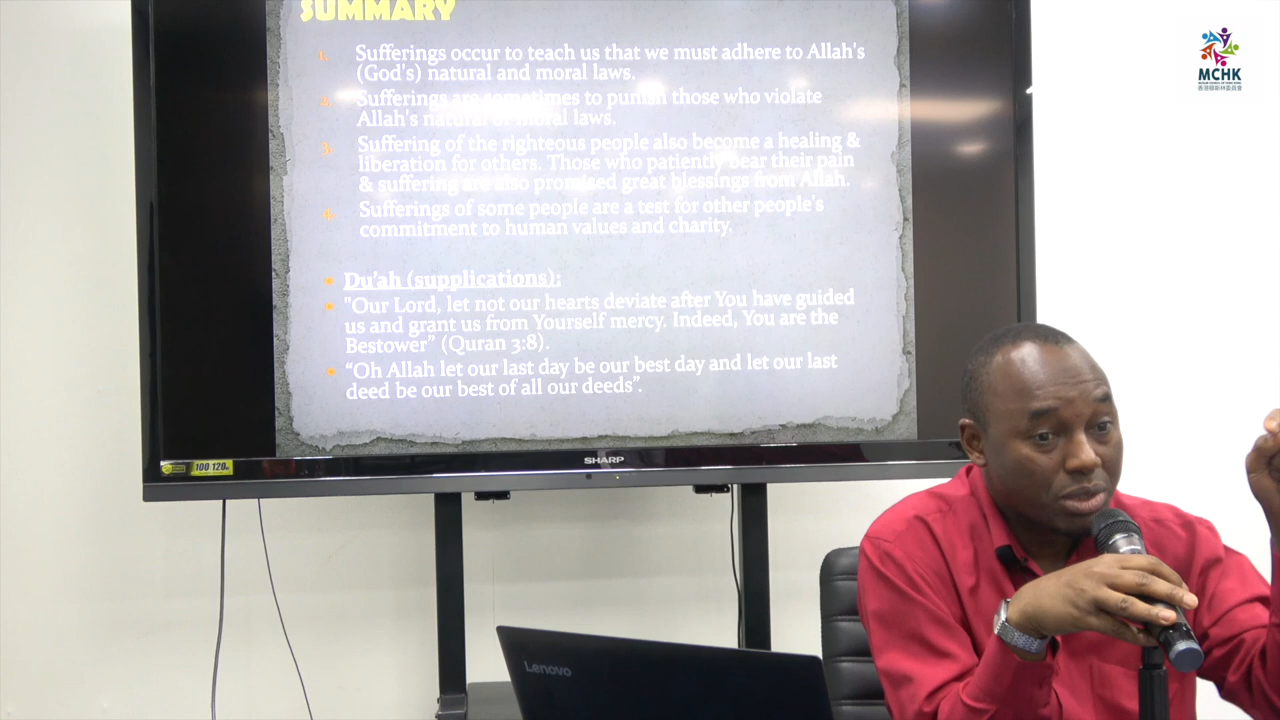 SUMMARY
1. Sufferings occur to teach us that we must adhere to Allah's
(God's) natural and moral laws.
2. Sufferings are sometimes to punish those who violate
Allah's natural or moral laws.
3. Suffering of the righteous people also become a healing &
liberation for others. Those who patiently bear their pain
& suffering are also promised great blessings from Allah.
4. Sufferings of some people are a test for other people's
commitment to human values and charity.
• Du'ah (supplications):
• "Our Lord, let not our hearts deviate after You have guided
us and grant us from Yourself mercy. Indeed, You are the
Bestower" (Quran 3:8).
• "Oh Allah let our last day be our best day and let our last
deed be our best of all our deeds".
SHARP
100 120
Lenovo
MCHK